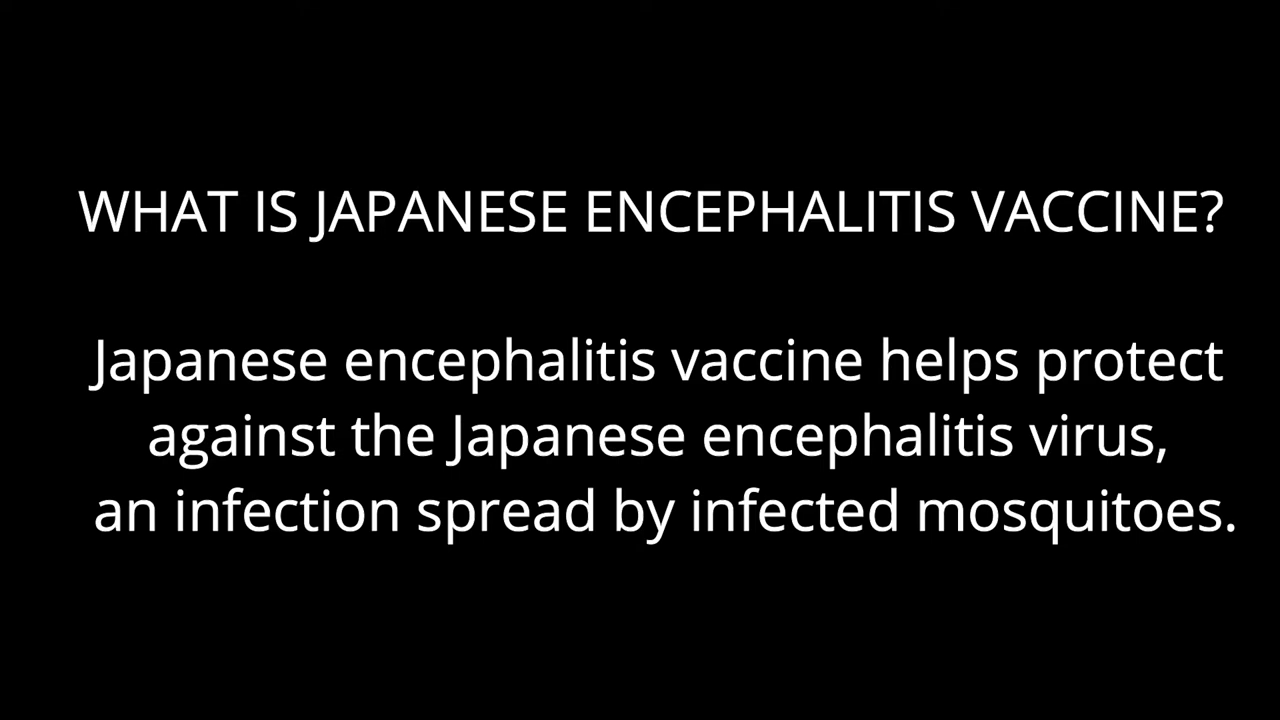 WHAT IS JAPANESE ENCEPHALITIS VACCINE?
Japanese encephalitis vaccine helps protect
against the Japanese encephalitis virus,
an infection spread by infected mosquitoes.